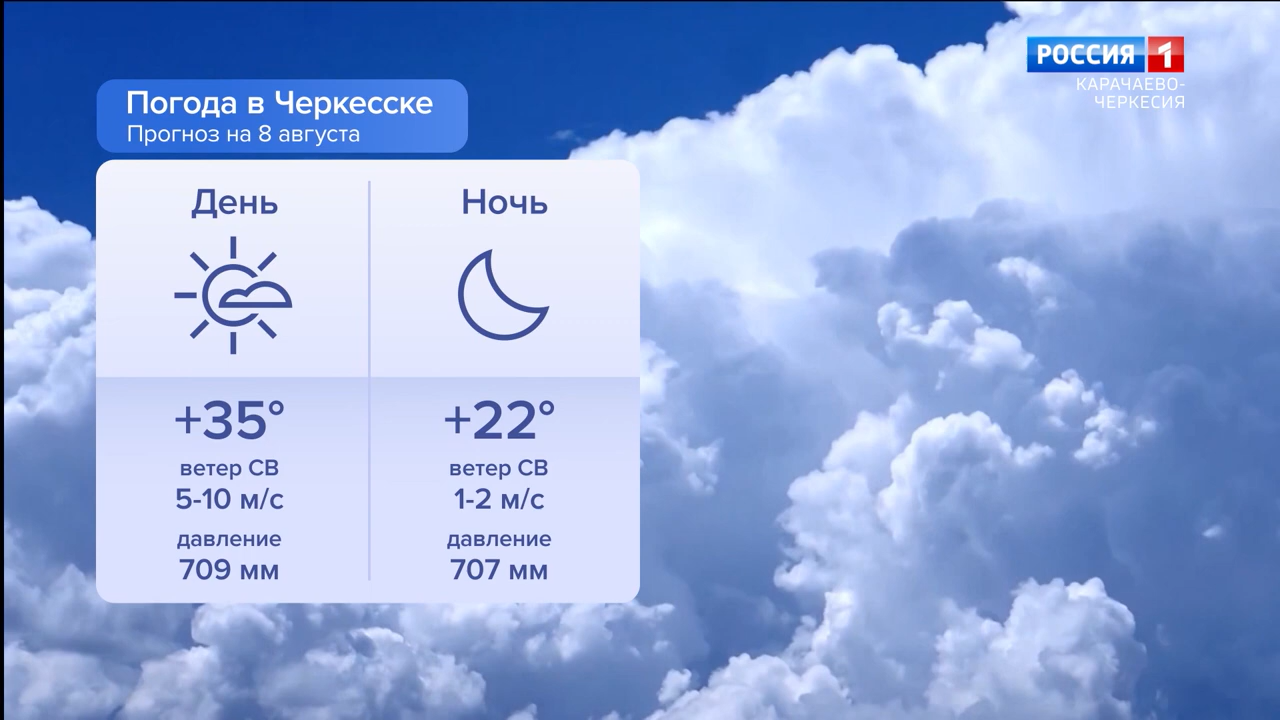 РОССИЯ 1
КАРАЧАЕВО-
ЧЕРКЕСИЯ
Погода в Черкесске
Прогноз на 8 августа
День
Ночь
+35°
+22°
ветер СВ
ветер СВ
5-10 м/с
1-2 м/с
давление
давление
709 мм
707 мм